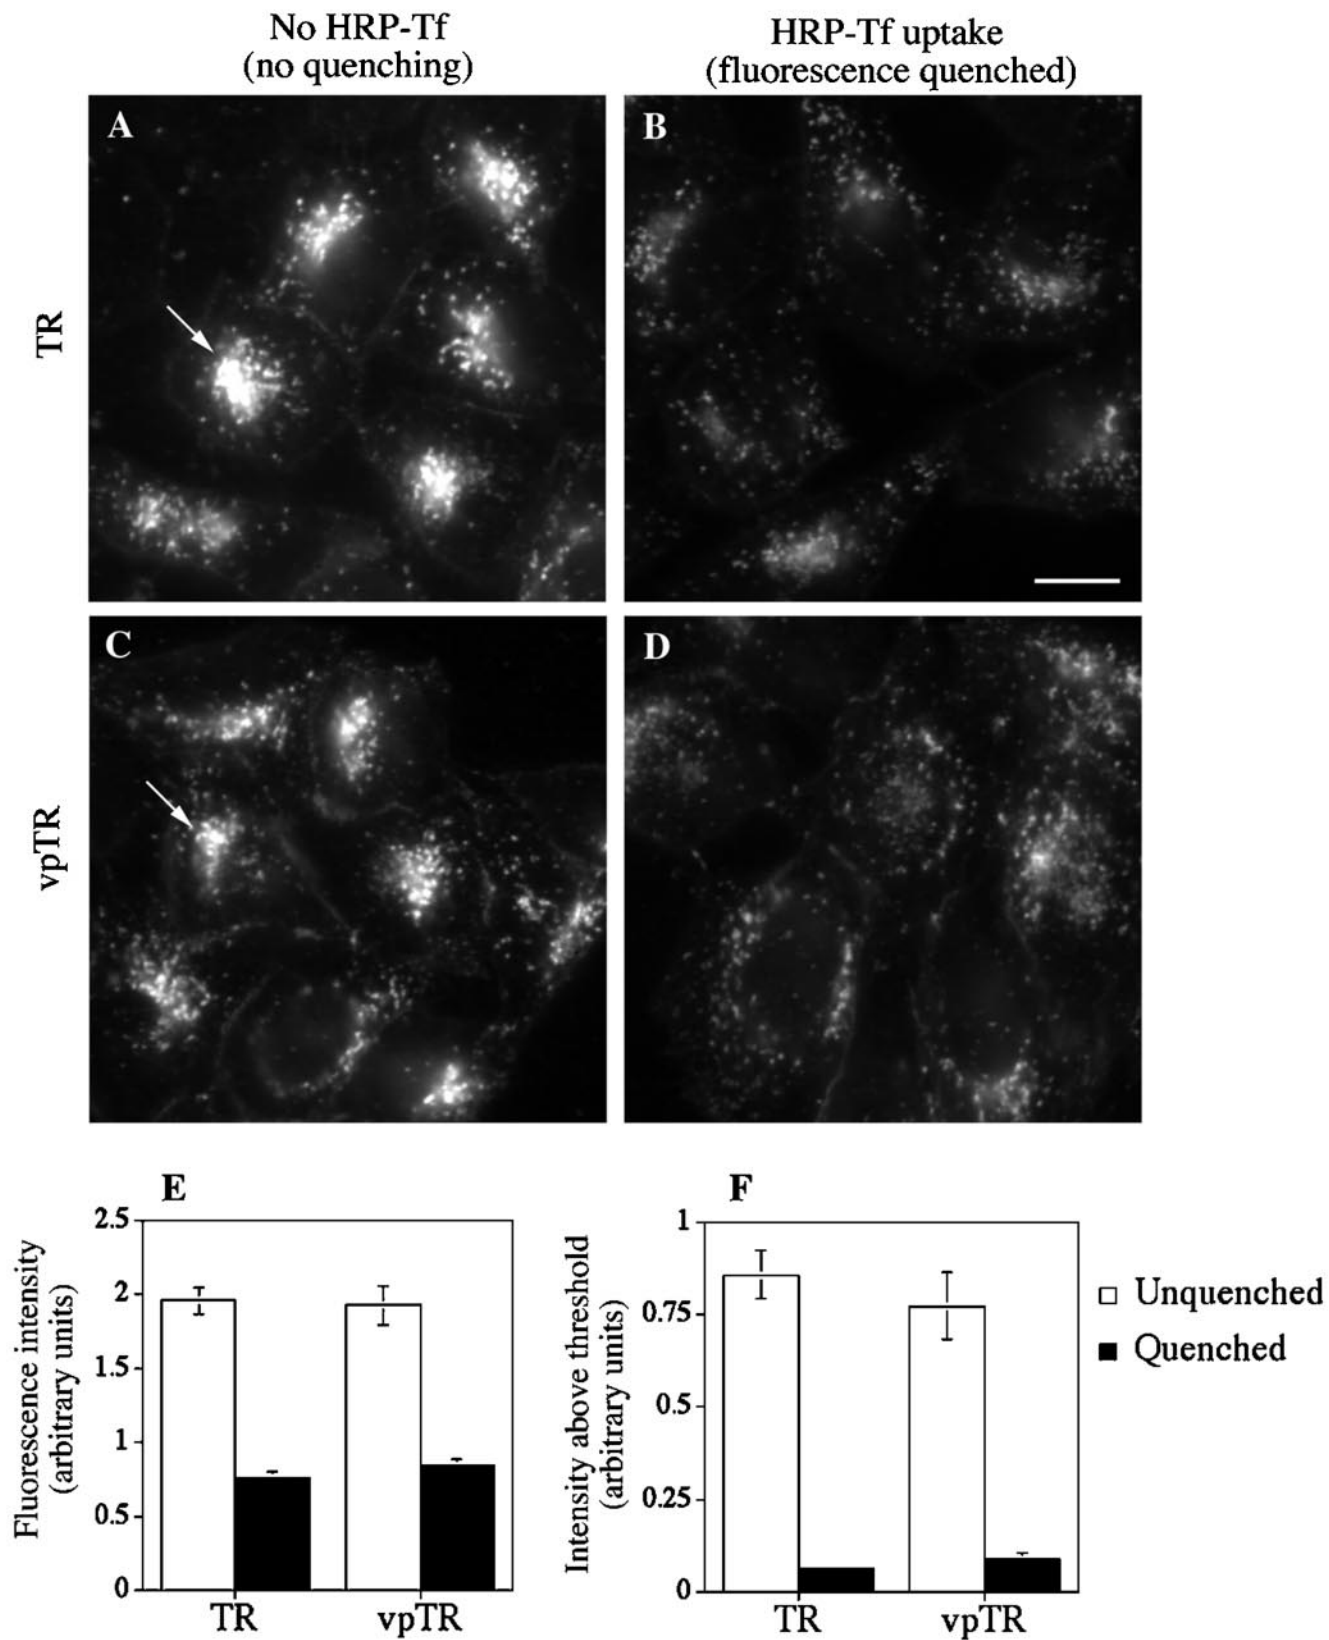 No HRP-Tf
(no quenching)
HRP-Tf uptake
(fluorescence quenched)
TR
A
B
vpTR
C
D
E
Fluorescence intensity
(arbitrary units)
2.5
2
1.5
1
0.5
0
TR
vpTR
F
Intensity above threshold
(arbitrary units)
1
0.75
0.5
0.25
0
TR
vpTR
Unquenched
Quenched